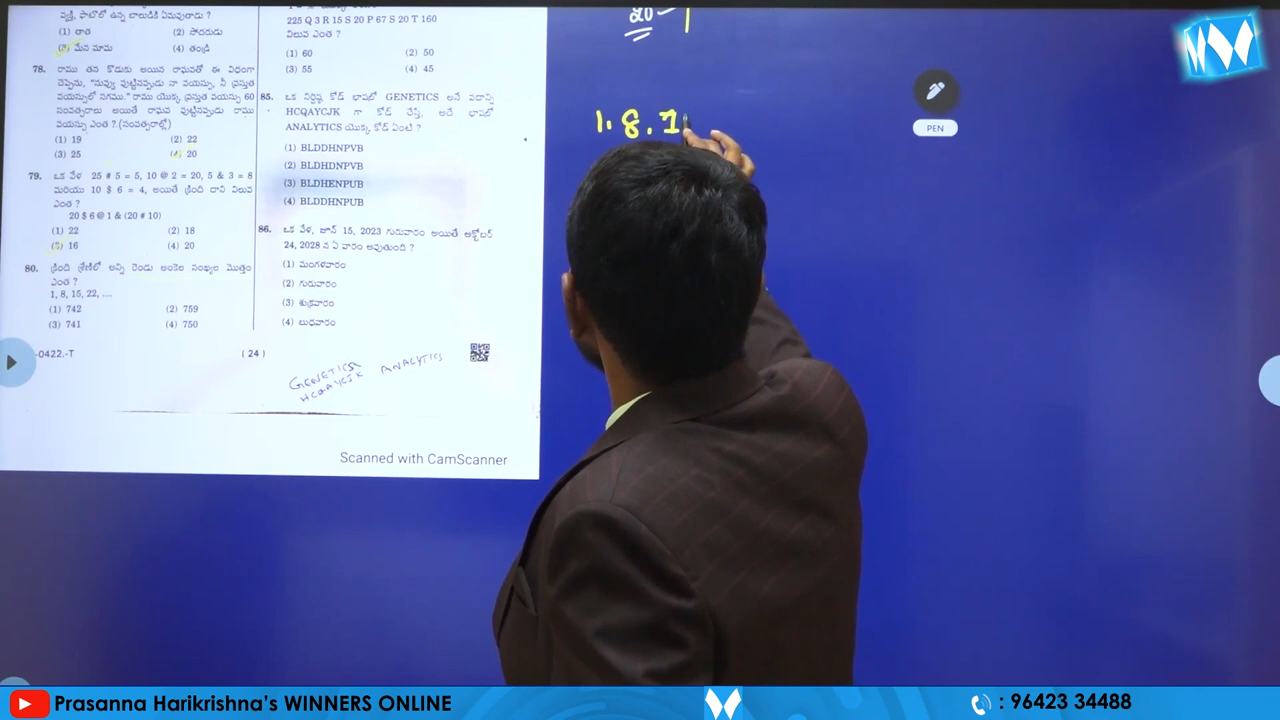 వ్యక్తి, ఫొటోలో ఉన్న బాలుడికి ఏమవుతాడు ?
(1) తాత (2) సోదరుడు
(3) మేన మామ (4) తండ్రి
78. రాము తన కొడుకు అయిన రాఘవతో ఈ విధంగా
చెప్పెను, "నువ్వు పుట్టినప్పుడు నా వయస్సు, నీ ప్రస్తుత
వయస్సులో సగము." రాము యొక్క ప్రస్తుత వయస్సు 60
సంవత్సరాలు అయితే రాఘవ పుట్టినప్పుడు రాము
వయస్సు ఎంత ? (సంవత్సరాల్లో)
(1) 19 (2) 22
(3) 25 (4) 20
79. ఒక వేళ 25 # 5 = 5, 10 @ 2 = 20, 5 & 3 = 8
మరియు 10 $ 6 = 4, అయితే క్రింది దాని విలువ
ఎంత ?
20 $ 6 @ 1 & (20 # 10)
(1) 22 (2) 18
(3) 16 (4) 20
80. క్రింది శ్రేణిలో అన్ని రెండు అంకెల సంఖ్యల మొత్తం
ఎంత ?
1, 8, 15, 22, ....
(1) 742 (2) 759
(3) 741 (4) 750
-0422.-T ( 24 )
225 Q 3 R 15 S 20 P 67 S 20 T 160
విలువ ఎంత ?
(1) 60 (2) 50
(3) 55 (4) 45
85. ఒక నిర్దిష్ట కోడ్ భాషలో GENETICS అనే పదాన్ని
HCQAYCJK గా కోడ్ చేస్తే, అదే భాషలో
ANALYTICS యొక్క కోడ్ ఏంటి ?
(1) BLDDHNPVB
(2) BLDHDNPVB
(3) BLDHENPUB
(4) BLDDHNPUB
86. ఒక వేళ, జూన్ 15, 2023 గురువారం అయితే అక్టోబర్
24, 2028 న ఏ వారం అవుతుంది ?
(1) మంగళవారం
(2) గురువారం
(3) శుక్రవారం
(4) బుధవారం
GENETICS ANALYTICS
HCQAYCJK
Scanned with CamScanner
20
1. 8. 1
PEN
Prasanna Harikrishna's WINNERS ONLINE
: 96423 34488